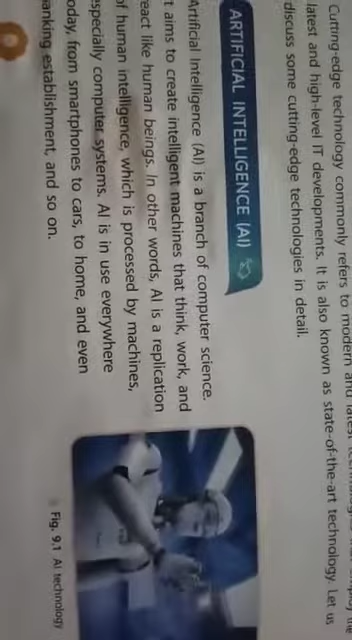 Cutting-edge technology commonly refers to modern and latest
latest and high-level IT developments. It is also known as state-of-the-art technology. Let us
discuss some cutting-edge technologies in detail.
ARTIFICIAL INTELLIGENCE (AI)
Artificial Intelligence (AI) is a branch of computer science.
t aims to create intelligent machines that think, work, and
react like human beings. In other words, AI is a replication
of human intelligence, which is processed by machines,
especially computer systems. AI is in use everywhere
oday, from smartphones to cars, to home, and even
anking establishment, and so on.
Fig. 9.1 AI technology